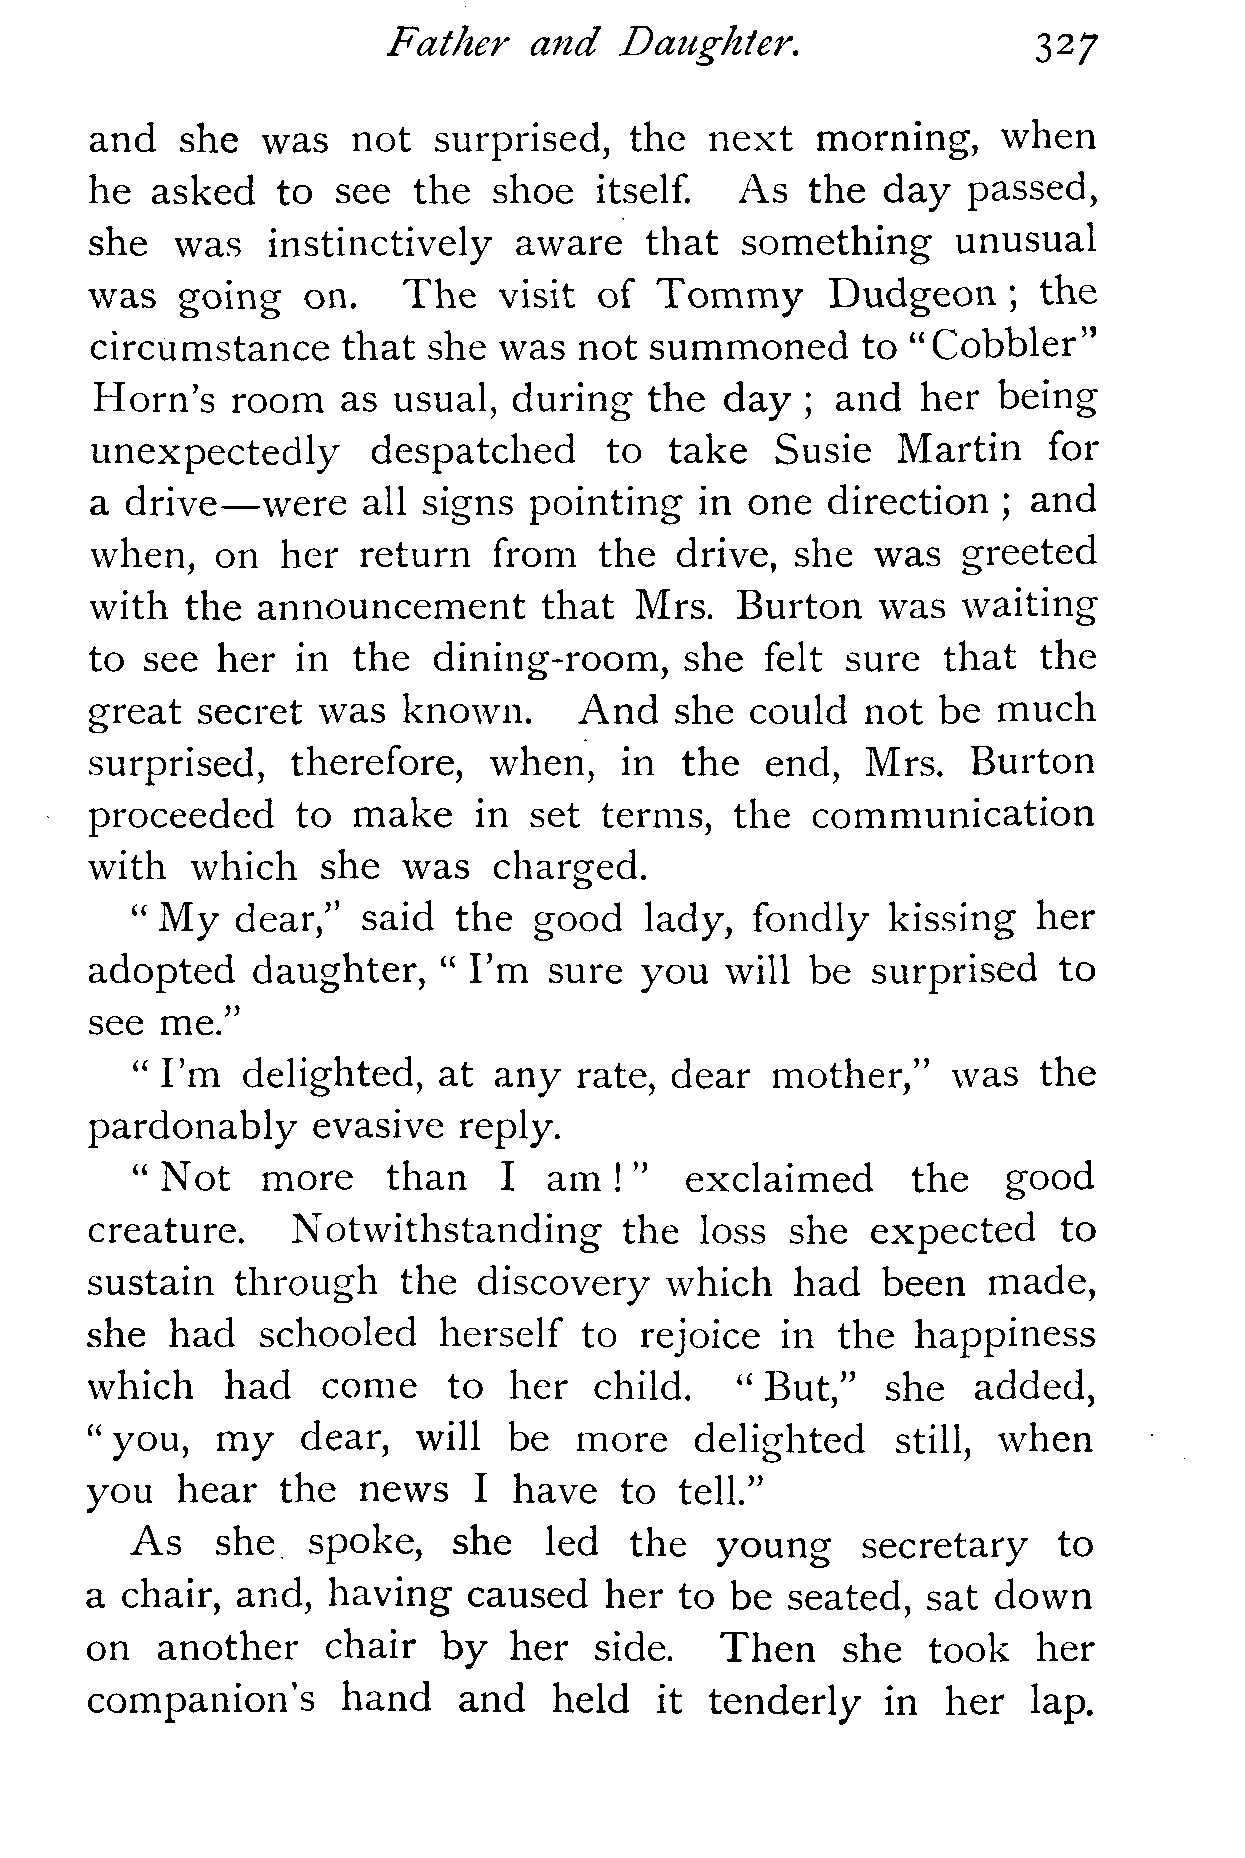 Father and Daughter. 327
and she was not surprised, the next morning, when
he asked to see the shoe itself. As the day passed,
she was instinctively aware that something unusual
was going on. The visit of Tommy Dudgeon ; the
circumstance that she was not summoned to “Cobbler”
Horn’s room as usual, during the day ; and her being
unexpectedly despatched to take Susie Martin for
a drive—were all signs pointing in one direction ; and
when, on her return from the drive, she was greeted
with the announcement that Mrs. Burton was waiting
to see her in the dining-room, she felt sure that the
great secret was known. And she could not be much
surprised, therefore, when, in the end, Mrs. Burton
proceeded to make in set terms, the communication
with which she was charged.
“ My dear,” said the good lady, fondly kissing her
adopted daughter, “ I’m sure you will be surprised to
see me.”
“ I’m delighted, at any rate, dear mother,” was the
pardonably evasive reply.
“ Not more than I am ! ” exclaimed the good
creature. Notwithstanding the loss she expected to
sustain through the discovery which had been made,
she had schooled herself to rejoice in the happiness
which had come to her child. “ But,” she added,
“ you, my dear, will be more delighted still, when
you hear the news I have to tell.”
As she spoke, she led the young secretary to
a chair, and, having caused her to be seated, sat down
on another chair by her side. Then she took her
companion’s hand and held it tenderly in her lap.